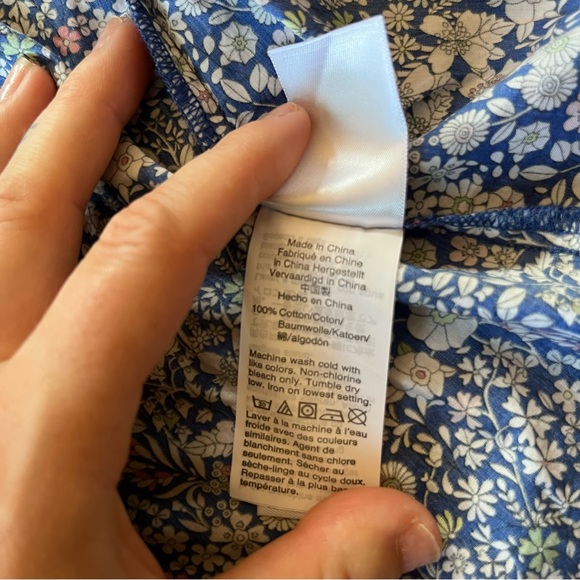 Made in China
Fabriqué en Chine
In China Hergestellt
Vervaardigd in China
中国製
Hecho en China
100% Cotton/Coton/
Baumwolle/Katoen/
綿/algodón
Machine wash cold with
like colors. Non-chlorine
bleach only. Tumble dry
low. Iron on lowest setting.
Laver à la machine à l'eau
froide avec des couleurs
similaires. Agent de
blanchiment sans chlore
seulement. Sécher au
sèche-linge au cycle doux.
Repasser à la plus basse
température.